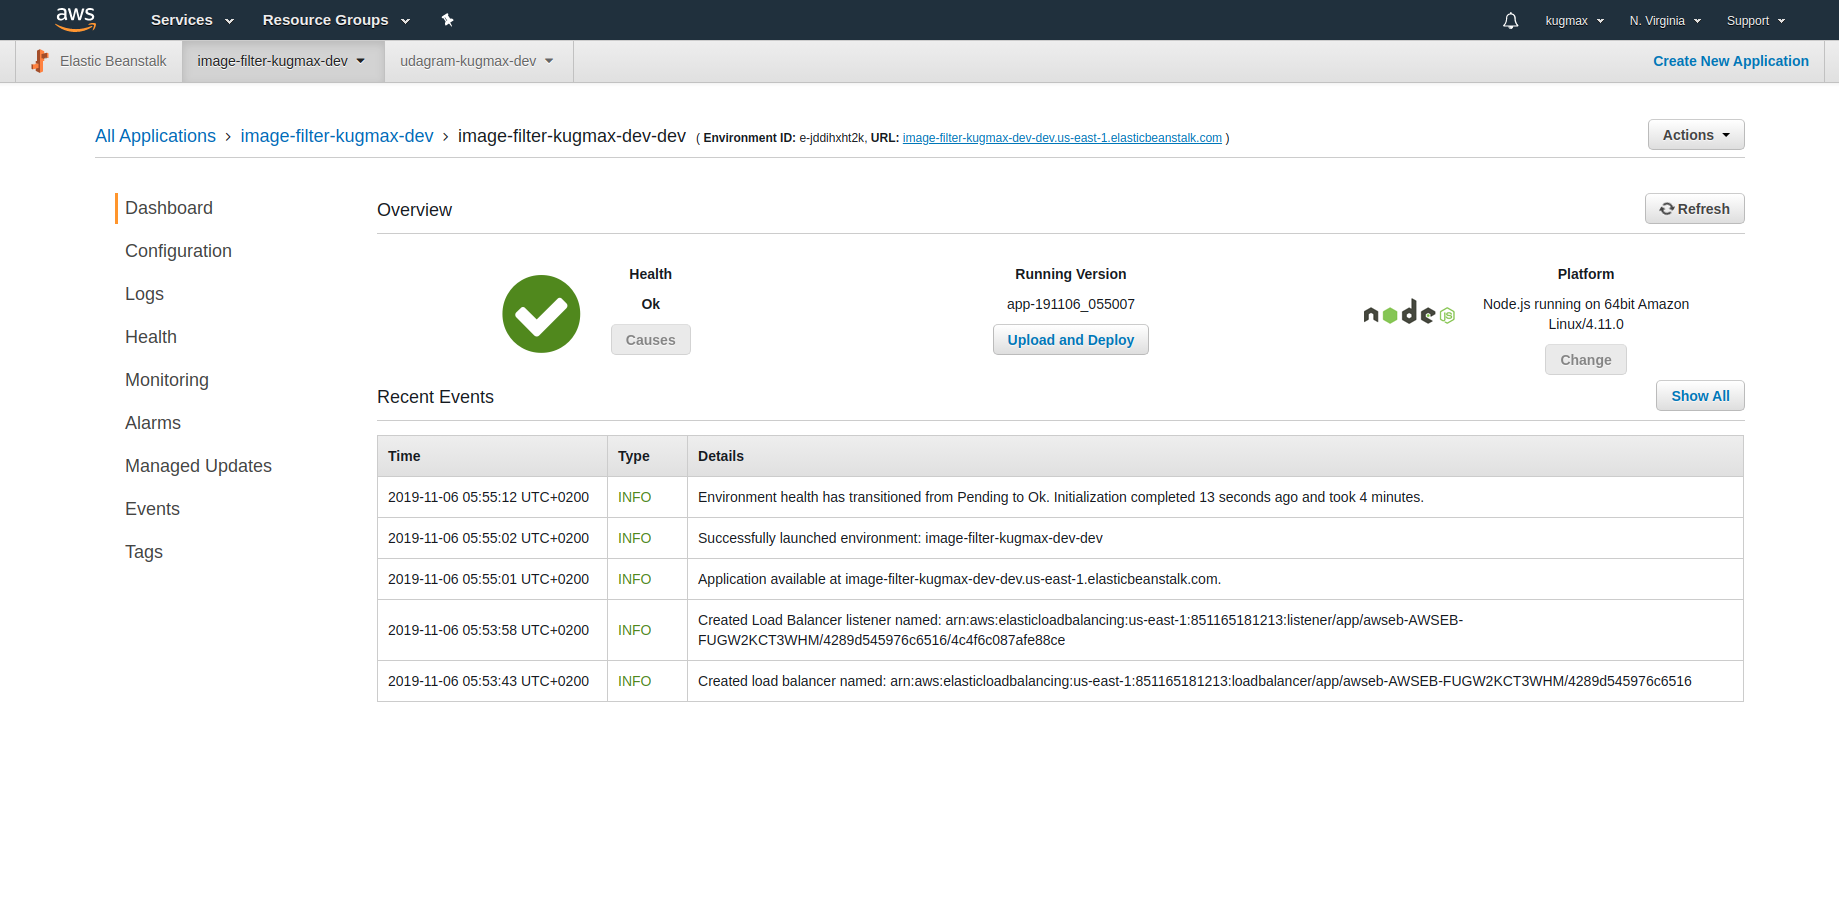 aws Services Resource Groups kugmax N. Virginia Support
Elastic Beanstalk image-filter-kugmax-dev udagram-kugmax-dev Create New Application
All Applications › image-filter-kugmax-dev › image-filter-kugmax-dev-dev ( Environment ID: e-jddihxht2k, URL: image-filter-kugmax-dev-dev.us-east-1.elasticbeanstalk.com ) Actions
Dashboard
Configuration
Logs
Health
Monitoring
Alarms
Managed Updates
Events
Tags
Overview Refresh
Health
Ok
Causes
Running Version
app-191106_055007
Upload and Deploy
node JS
Platform
Node.js running on 64bit Amazon
Linux/4.11.0
Change
Recent Events Show All
Time Type Details
2019-11-06 05:55:12 UTC+0200 INFO Environment health has transitioned from Pending to Ok. Initialization completed 13 seconds ago and took 4 minutes.
2019-11-06 05:55:02 UTC+0200 INFO Successfully launched environment: image-filter-kugmax-dev-dev
2019-11-06 05:55:01 UTC+0200 INFO Application available at image-filter-kugmax-dev-dev.us-east-1.elasticbeanstalk.com.
2019-11-06 05:53:58 UTC+0200 INFO Created Load Balancer listener named: arn:aws:elasticloadbalancing:us-east-1:851165181213:listener/app/awseb-AWSEB-
FUGW2KCT3WHM/4289d545976c6516/4c4f6c087afe88ce
2019-11-06 05:53:43 UTC+0200 INFO Created load balancer named: arn:aws:elasticloadbalancing:us-east-1:851165181213:loadbalancer/app/awseb-AWSEB-FUGW2KCT3WHM/4289d545976c6516